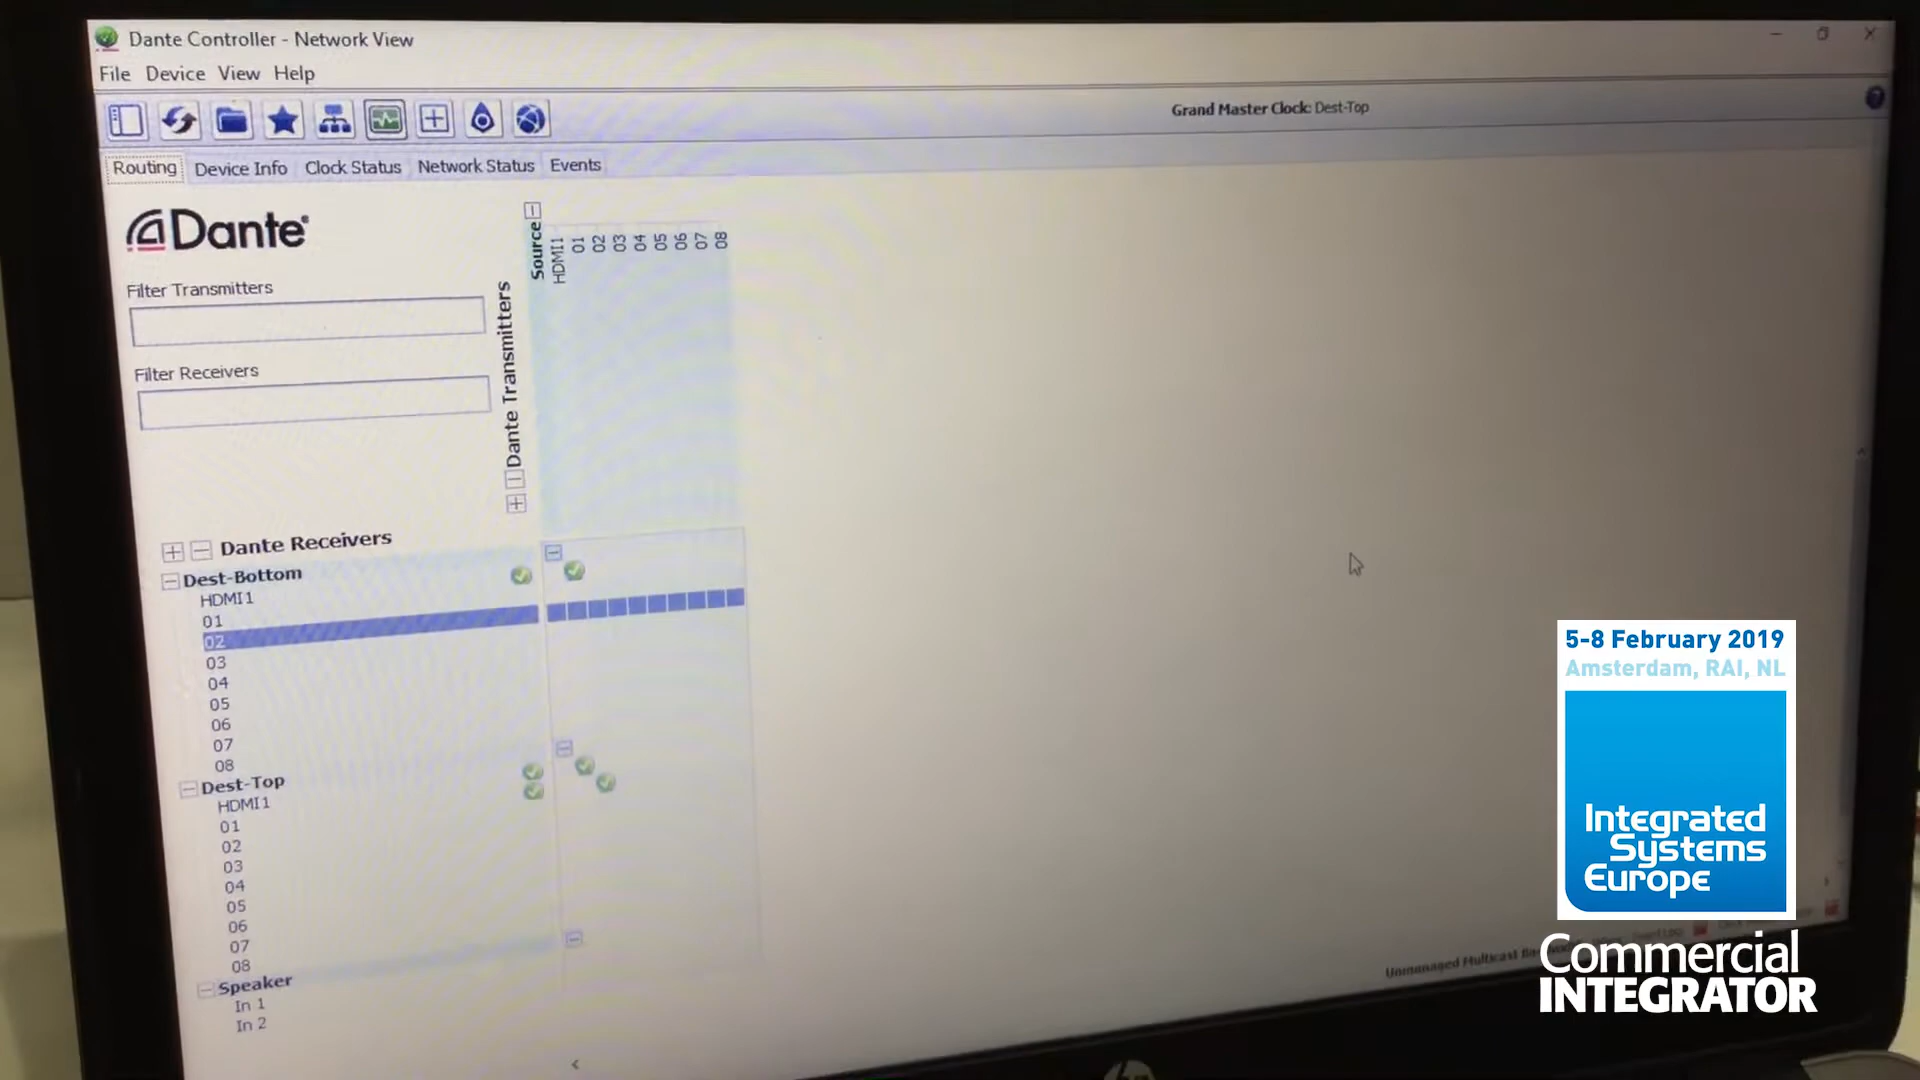 Dante Controller - Network View
File Device View Help
Grand Master Clock: Dest-Top
Routing Device Info Clock Status Network Status Events
Dante
Filter Transmitters
Filter Receivers
Dante Transmitters
Source
HDMI1
01
02
03
04
05
06
07
08
Dante Receivers
Dest-Bottom
HDMI1
01
02
03
04
05
06
07
08
Dest-Top
HDMI1
01
02
03
04
05
06
07
08
Speaker
In 1
In 2
Unmanaged Multicast
5-8 February 2019
Amsterdam, RAI, NL
Integrated
Systems
Europe
Commercial
INTEGRATOR